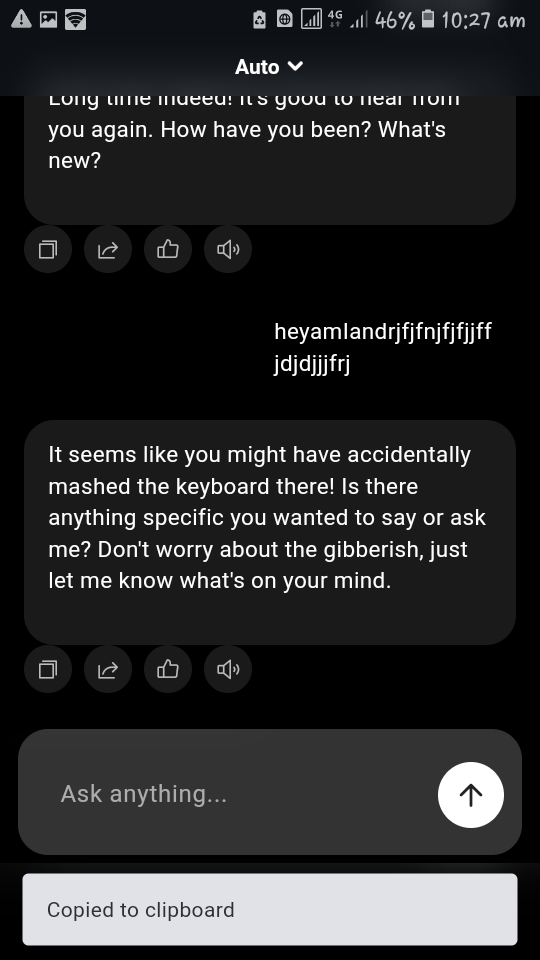 4G 46% 10:27 am
Auto
Long time indeed! It's good to hear from
you again. How have you been? What's
new?
heyamIandrjfjfnjfjfjjff
jdjdjjjfrj
It seems like you might have accidentally
mashed the keyboard there! Is there
anything specific you wanted to say or ask
me? Don't worry about the gibberish, just
let me know what's on your mind.
Ask anything...
Copied to clipboard